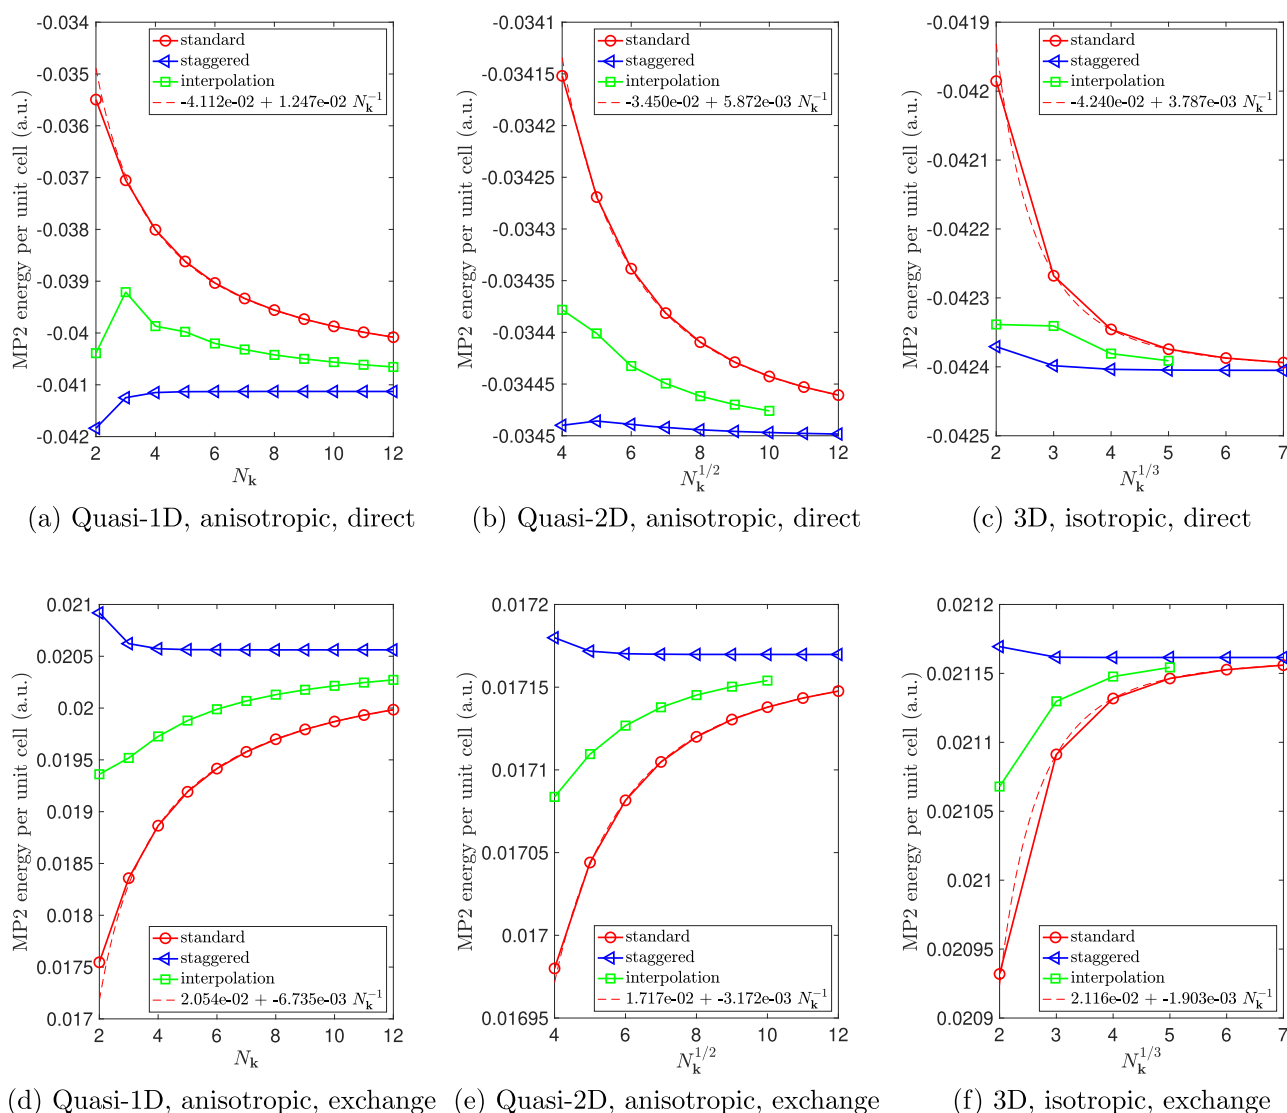 -0.034
-0.035
-0.036
-0.037
-0.038
-0.039
-0.04
-0.041
-0.042
MP2 energy per unit cell (a.u.)
standard
staggered
interpolation
-4.112e-02 + 1.247e-02 N_k^{-1}
2 4 6 8 10 12
N_k
(a) Quasi-1D, anisotropic, direct
-0.0341
-0.03415
-0.0342
-0.03425
-0.0343
-0.03435
-0.0344
-0.03445
-0.0345
MP2 energy per unit cell (a.u.)
standard
staggered
interpolation
-3.450e-02 + 5.872e-03 N_k^{-1}
4 6 8 10 12
N_k^{1/2}
(b) Quasi-2D, anisotropic, direct
-0.0419
-0.042
-0.0421
-0.0422
-0.0423
-0.0424
-0.0425
MP2 energy per unit cell (a.u.)
standard
staggered
interpolation
-4.240e-02 + 3.787e-03 N_k^{-1}
2 3 4 5 6 7
N_k^{1/3}
(c) 3D, isotropic, direct
0.021
0.0205
0.02
0.0195
0.019
0.0185
0.018
0.0175
0.017
MP2 energy per unit cell (a.u.)
standard
staggered
interpolation
2.054e-02 + -6.735e-03 N_k^{-1}
2 4 6 8 10 12
N_k
(d) Quasi-1D, anisotropic, exchange
0.0172
0.01715
0.0171
0.01705
0.017
0.01695
MP2 energy per unit cell (a.u.)
standard
staggered
interpolation
1.717e-02 + -3.172e-03 N_k^{-1}
4 6 8 10 12
N_k^{1/2}
(e) Quasi-2D, anisotropic, exchange
0.0212
0.02115
0.0211
0.02105
0.021
0.02095
0.0209
MP2 energy per unit cell (a.u.)
standard
staggered
interpolation
2.116e-02 + -1.903e-03 N_k^{-1}
2 3 4 5 6 7
N_k^{1/3}
(f) 3D, isotropic, exchange